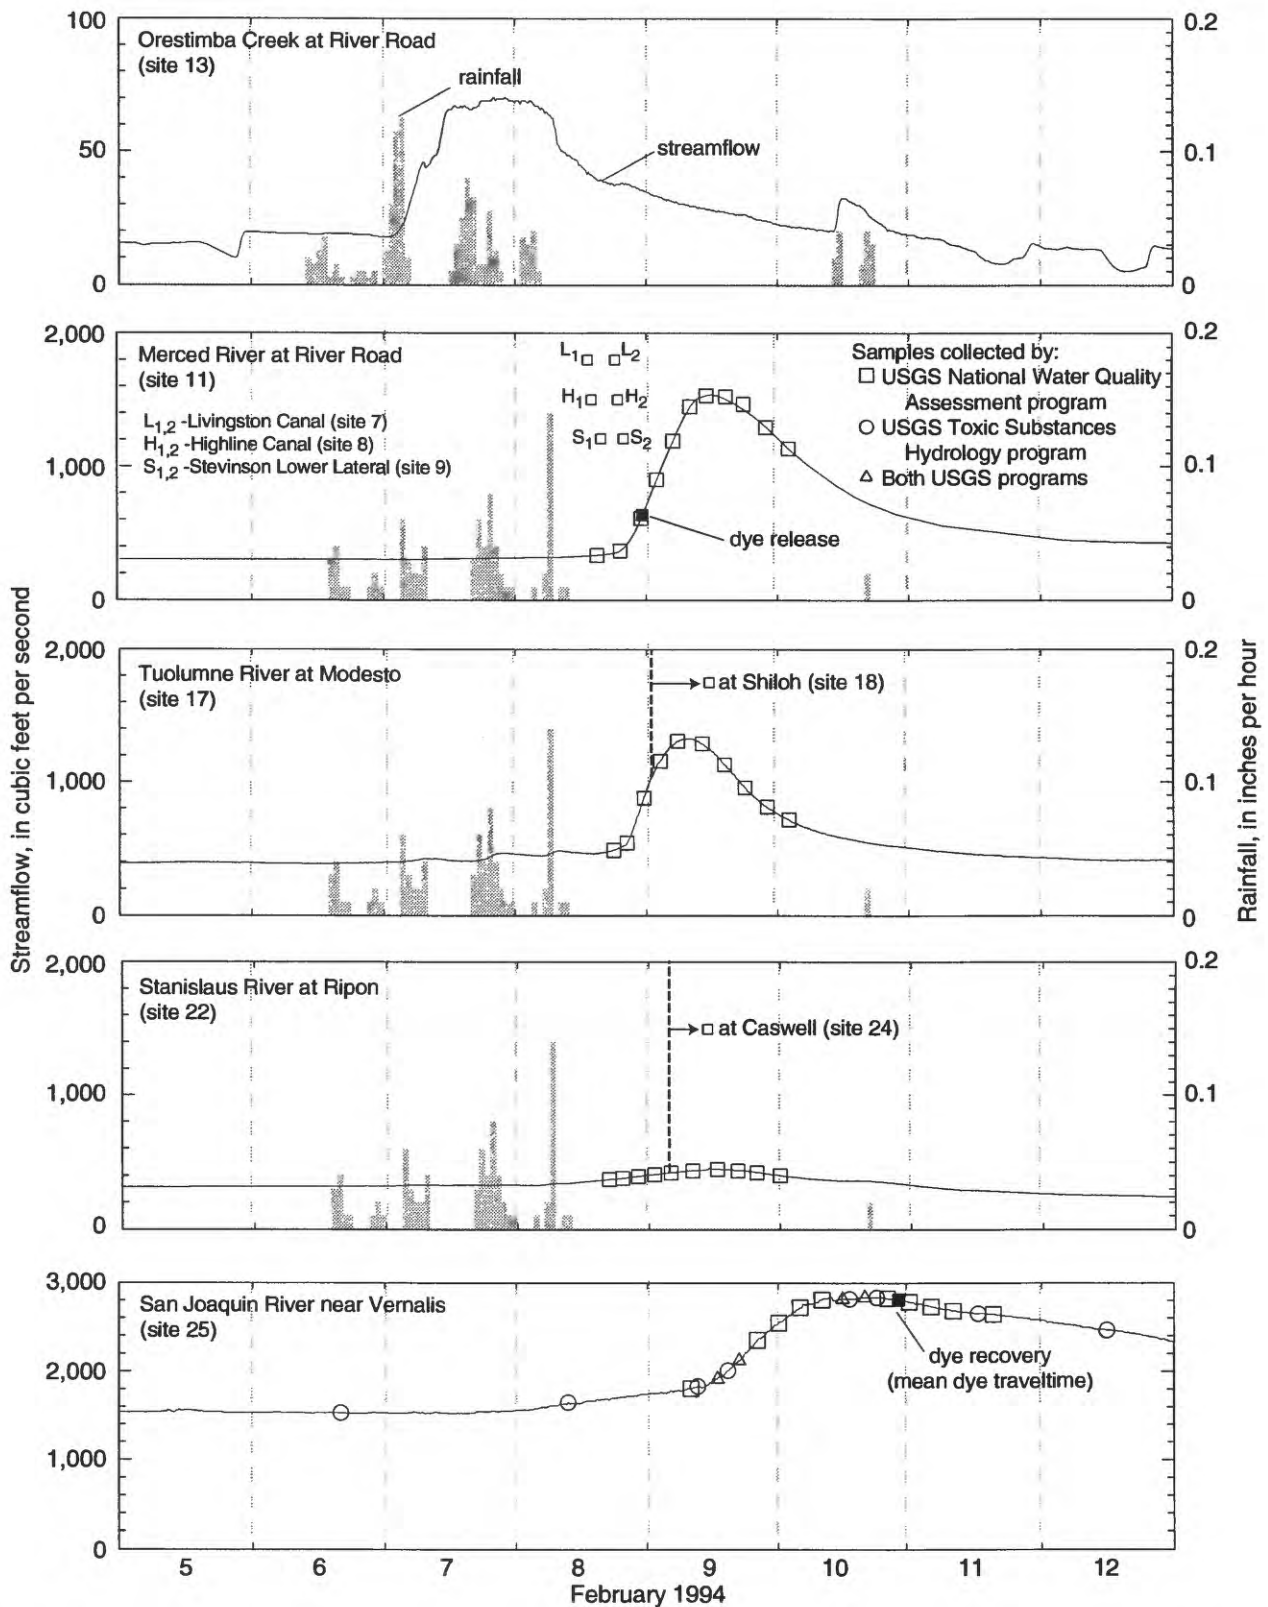 Streamflow, in cubic feet per second
Rainfall, in inches per hour
100
50
0
0.2
0.1
0
Orestimba Creek at River Road
(site 13)
rainfall
streamflow
2,000
1,000
0
0.2
0.1
0
Merced River at River Road
(site 11)
L1,2 -Livingston Canal (site 7)
H1,2 -Highline Canal (site 8)
S1,2 -Stevinson Lower Lateral (site 9)
L1 L2
H1 H2
S1 S2
Samples collected by:
USGS National Water Quality
Assessment program
USGS Toxic Substances
Hydrology program
Both USGS programs
dye release
2,000
1,000
0
0.2
0.1
0
Tuolumne River at Modesto
(site 17)
at Shiloh (site 18)
2,000
1,000
0
0.2
0.1
0
Stanislaus River at Ripon
(site 22)
at Caswell (site 24)
3,000
2,000
1,000
0
San Joaquin River near Vernalis
(site 25)
dye recovery
(mean dye traveltime)
5 6 7 8 9 10 11 12
February 1994